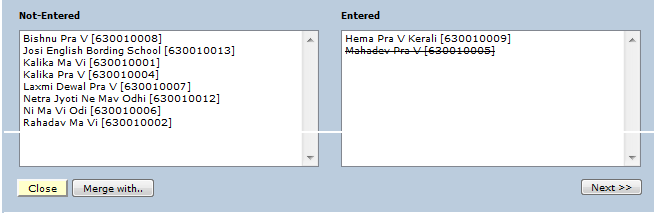 Not-Entered
Bishnu Pra V [630010008]
Josi English Bording School [630010013]
Kalika Ma Vi [630010001]
Kalika Pra V [630010004]
Laxmi Dewal Pra V [630010007]
Netra Jyoti Ne Mav Odhi [630010012]
Ni Ma Vi Odi [630010006]
Rahadav Ma Vi [630010002]
Entered
Hema Pra V Kerali [630010009]
Mahadev Pra V [630010005]
Close
Merge with..
Next >>